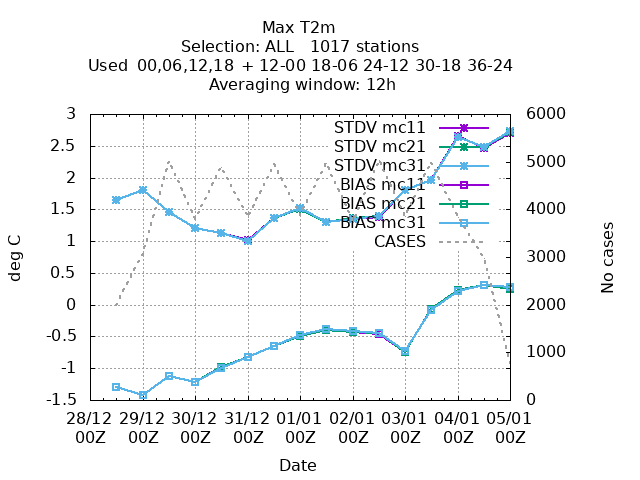 Max T2m
Selection: ALL   1017 stations
Used  00,06,12,18 + 12-00 18-06 24-12 30-18 36-24
Averaging window: 12h
3
2.5
2
1.5
1
0.5
0
-0.5
-1
-1.5
deg C
6000
5000
4000
3000
2000
1000
0
No cases
STDV mc11
STDV mc21
STDV mc31
BIAS mc11
BIAS mc21
BIAS mc31
CASES
28/12 29/12 30/12 31/12 01/01 02/01 03/01 04/01 05/01
00Z 00Z 00Z 00Z 00Z 00Z 00Z 00Z 00Z
Date